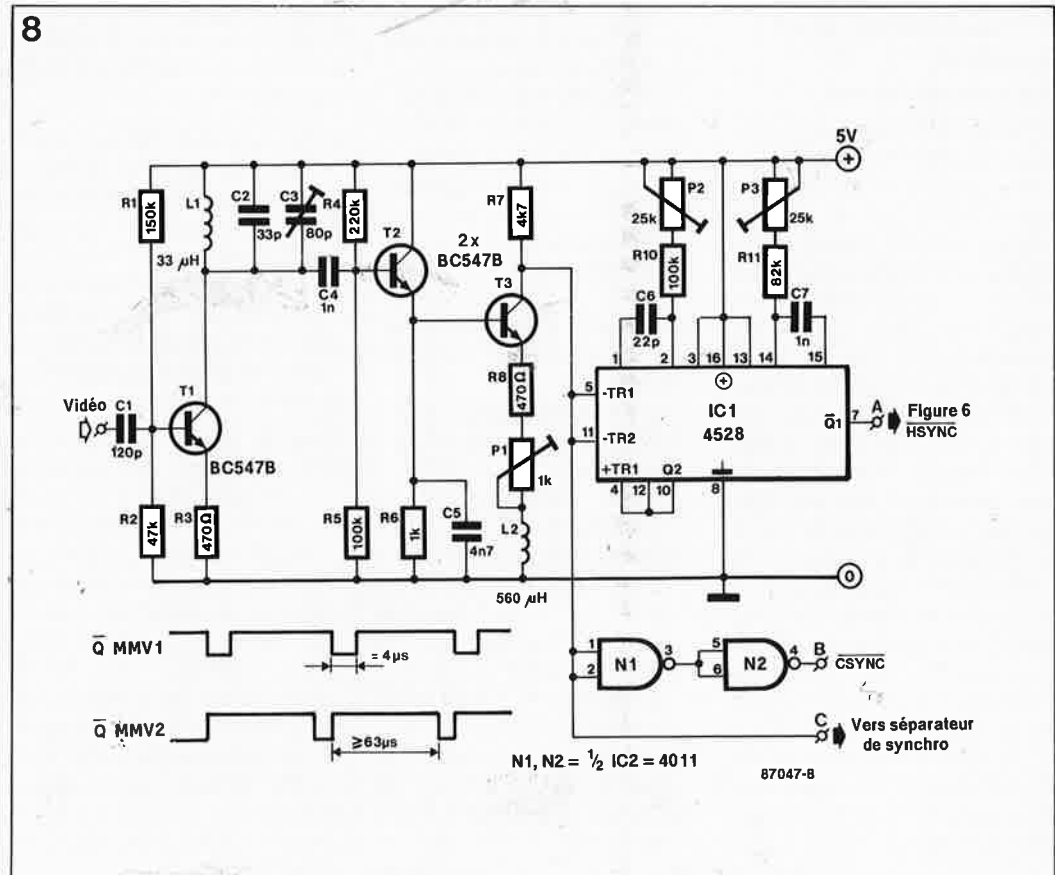 8
5V
+
R1
150k
L1
33 µH
C2
33p
C3
80p
R4
220k
C4
1n
T2
2x
BC547B
R7
4k7
T3
P2
25k
P3
25k
R10
100k
R11
82k
C6
22p
C7
1n
1 2 3 16 13 14 15
Vidéo
C1
120p
T1
BC547B
R8
470Ω
P1
1k
5 -TR1
11 -TR2
IC1
4528
+TR1 Q2
4 12 10 8
Q̅1 7
A
Figure 6
H̅S̅Y̅N̅C̅
R2
47k
R3
470Ω
R5
100k
R6
1k
C5
4n7
L2
560 µH
0
Q̅ MMV1
= 4µs
Q̅ MMV2
≥63µs
1
2
N1
3
5
6
N2
4
B
C̅S̅Y̅N̅C̅
C
Vers séparateur
de synchro
N1, N2 = ½ IC2 = 4011
87047-8